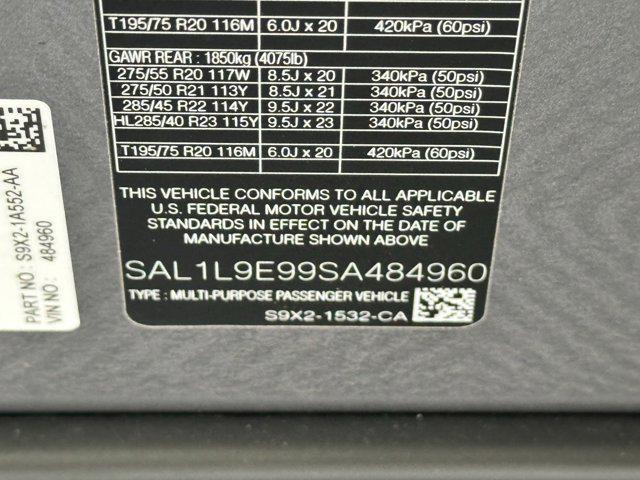 T195/75 R20 116M 6.0J x 20 420kPa (60psi)
GAWR REAR : 1850kg (4075lb)
275/55 R20 117W 8.5J x 20 340kPa (50psi)
275/50 R21 113Y 8.5J x 21 340kPa (50psi)
285/45 R22 114Y 9.5J x 22 340kPa (50psi)
HL285/40 R23 115Y 9.5J x 23 340kPa (50psi)
T195/75 R20 116M 6.0J x 20 420kPa (60psi)
THIS VEHICLE CONFORMS TO ALL APPLICABLE
U.S. FEDERAL MOTOR VEHICLE SAFETY
STANDARDS IN EFFECT ON THE DATE OF
MANUFACTURE SHOWN ABOVE
SAL1L9E99SA484960
TYPE : MULTI-PURPOSE PASSENGER VEHICLE
S9X2-1532-CA
PART NO : S9X2-1A552-AA
VIN NO : 484960